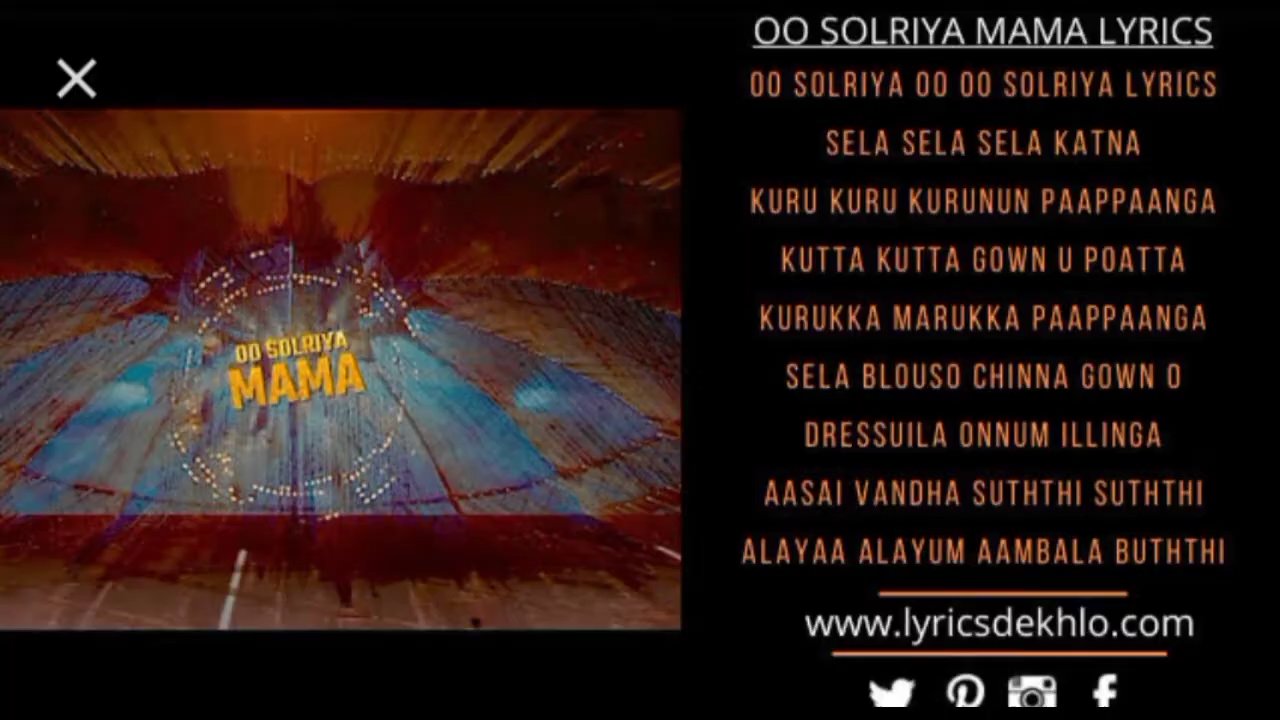 OO SOLRIYA
MAMA
OO SOLRIYA MAMA LYRICS
OO SOLRIYA OO OO SOLRIYA LYRICS
SELA SELA SELA KATNA
KURU KURU KURUNUN PAAPPAANGA
KUTTA KUTTA GOWN U POATTA
KURUKKA MARUKKA PAAPPAANGA
SELA BLOUSO CHINNA GOWN O
DRESSUILA ONNUM ILLINGA
AASAI VANDHA SUTHTHI SUTHTHI
ALAYAA ALAYUM AAMBALA BUTHTHI
www.lyricsdekhlo.com